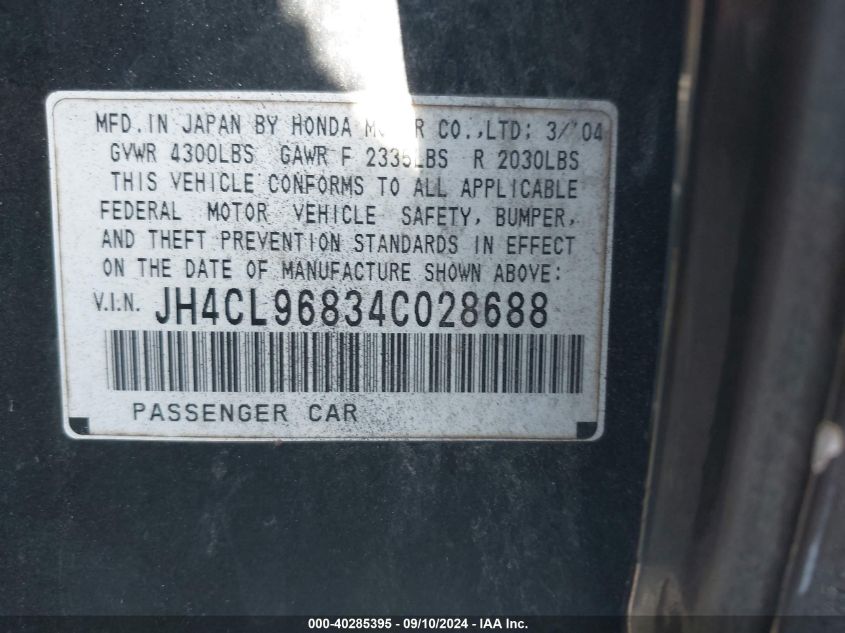 MFD. IN JAPAN BY HONDA CO., LTD: 3/'04
GVWR 4300LBS GAWR F 2335LBS R 2030LBS
THIS VEHICLE CONFORMS TO ALL APPLICABLE
FEDERAL MOTOR VEHICLE SAFETY, BUMPER,
AND THEFT PREVENTION STANDARDS IN EFFECT
ON THE DATE OF MANUFACTURE SHOWN ABOVE:
V.I.N. JH4CL96834C028688
PASSENGER CAR
000-40285395 - 09/10/2024 - IAA Inc.